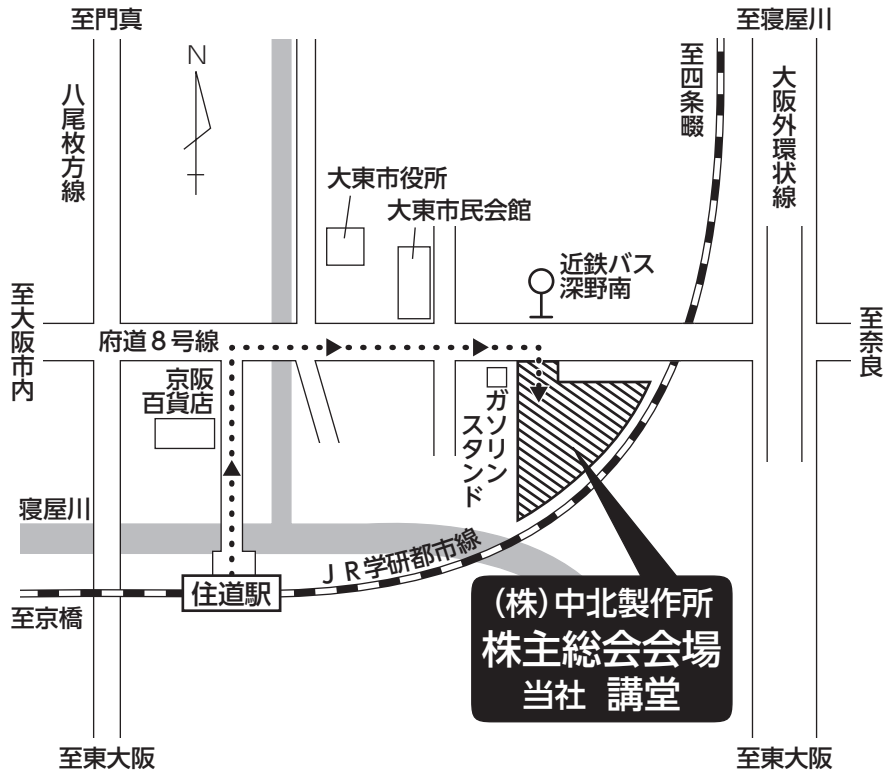 至門真
至寝屋川
N
八尾枚方線
至四条畷
大阪外環状線
大東市役所
大東市民会館
近鉄バス
深野南
至大阪市内
府道8号線
至奈良
京阪
百貨店
ガソリン
スタンド
寝屋川
JR学研都市線
住道駅
至京橋
(株)中北製作所
株主総会会場
当社 講堂
至東大阪
至東大阪